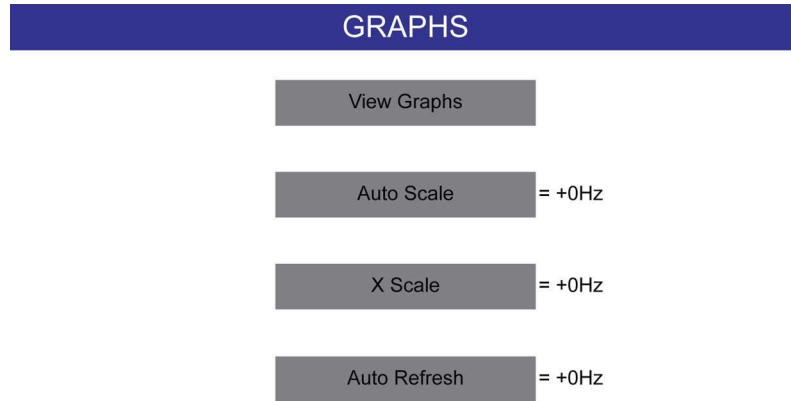 GRAPHS
View Graphs
Auto Scale = +0Hz
X Scale = +0Hz
Auto Refresh = +0Hz